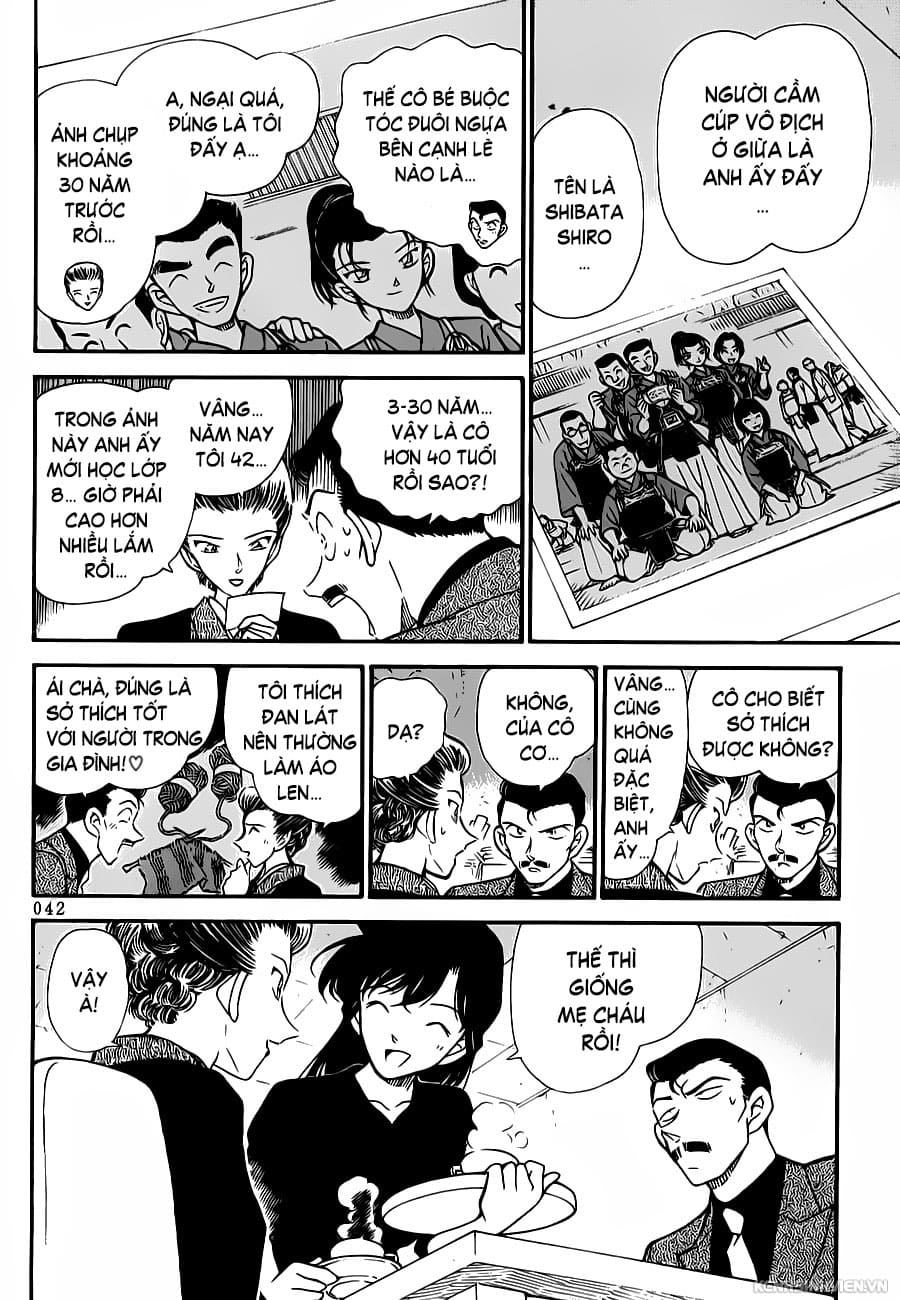 NGƯỜI CẦM
CÚP VÔ ĐỊCH
Ở GIỮA LÀ
ANH ẤY ĐẤY
...
TÊN LÀ
SHIBATA
SHIRO
...
THẾ CÔ BÉ BUỘC
TÓC ĐUÔI NGỰA
BÊN CẠNH LẼ
NÀO LÀ...
A, NGẠI QUÁ,
ĐÚNG LÀ TÔI
ĐẤY Ạ...
ẢNH CHỤP
KHOẢNG
30 NĂM
TRƯỚC
RỒI...
3-30 NĂM...
VẬY LÀ CÔ
HƠN 40 TUỔI
RỒI SAO?!
VÂNG...
NĂM NAY
TÔI 42...
TRONG ẢNH
NÀY ANH ẤY
MỚI HỌC LỚP
8... GIỜ PHẢI
CAO HƠN
NHIỀU LẮM
RỒI...
CÔ CHO BIẾT
SỞ THÍCH
ĐƯỢC KHÔNG?
VÂNG...
CŨNG
KHÔNG
QUÁ
ĐẶC
BIỆT,
ANH
ẤY...
KHÔNG,
CỦA CÔ
CƠ...
DẠ?
TÔI THÍCH
ĐAN LÁT
NÊN THƯỜNG
LÀM ÁO
LEN...
ÁI CHÀ, ĐÚNG LÀ
SỞ THÍCH TỐT
VỚI NGƯỜI TRONG
GIA ĐÌNH!♡
042
THẾ THÌ
GIỐNG
MẸ CHÁU
RỒI!
VẬY
À!